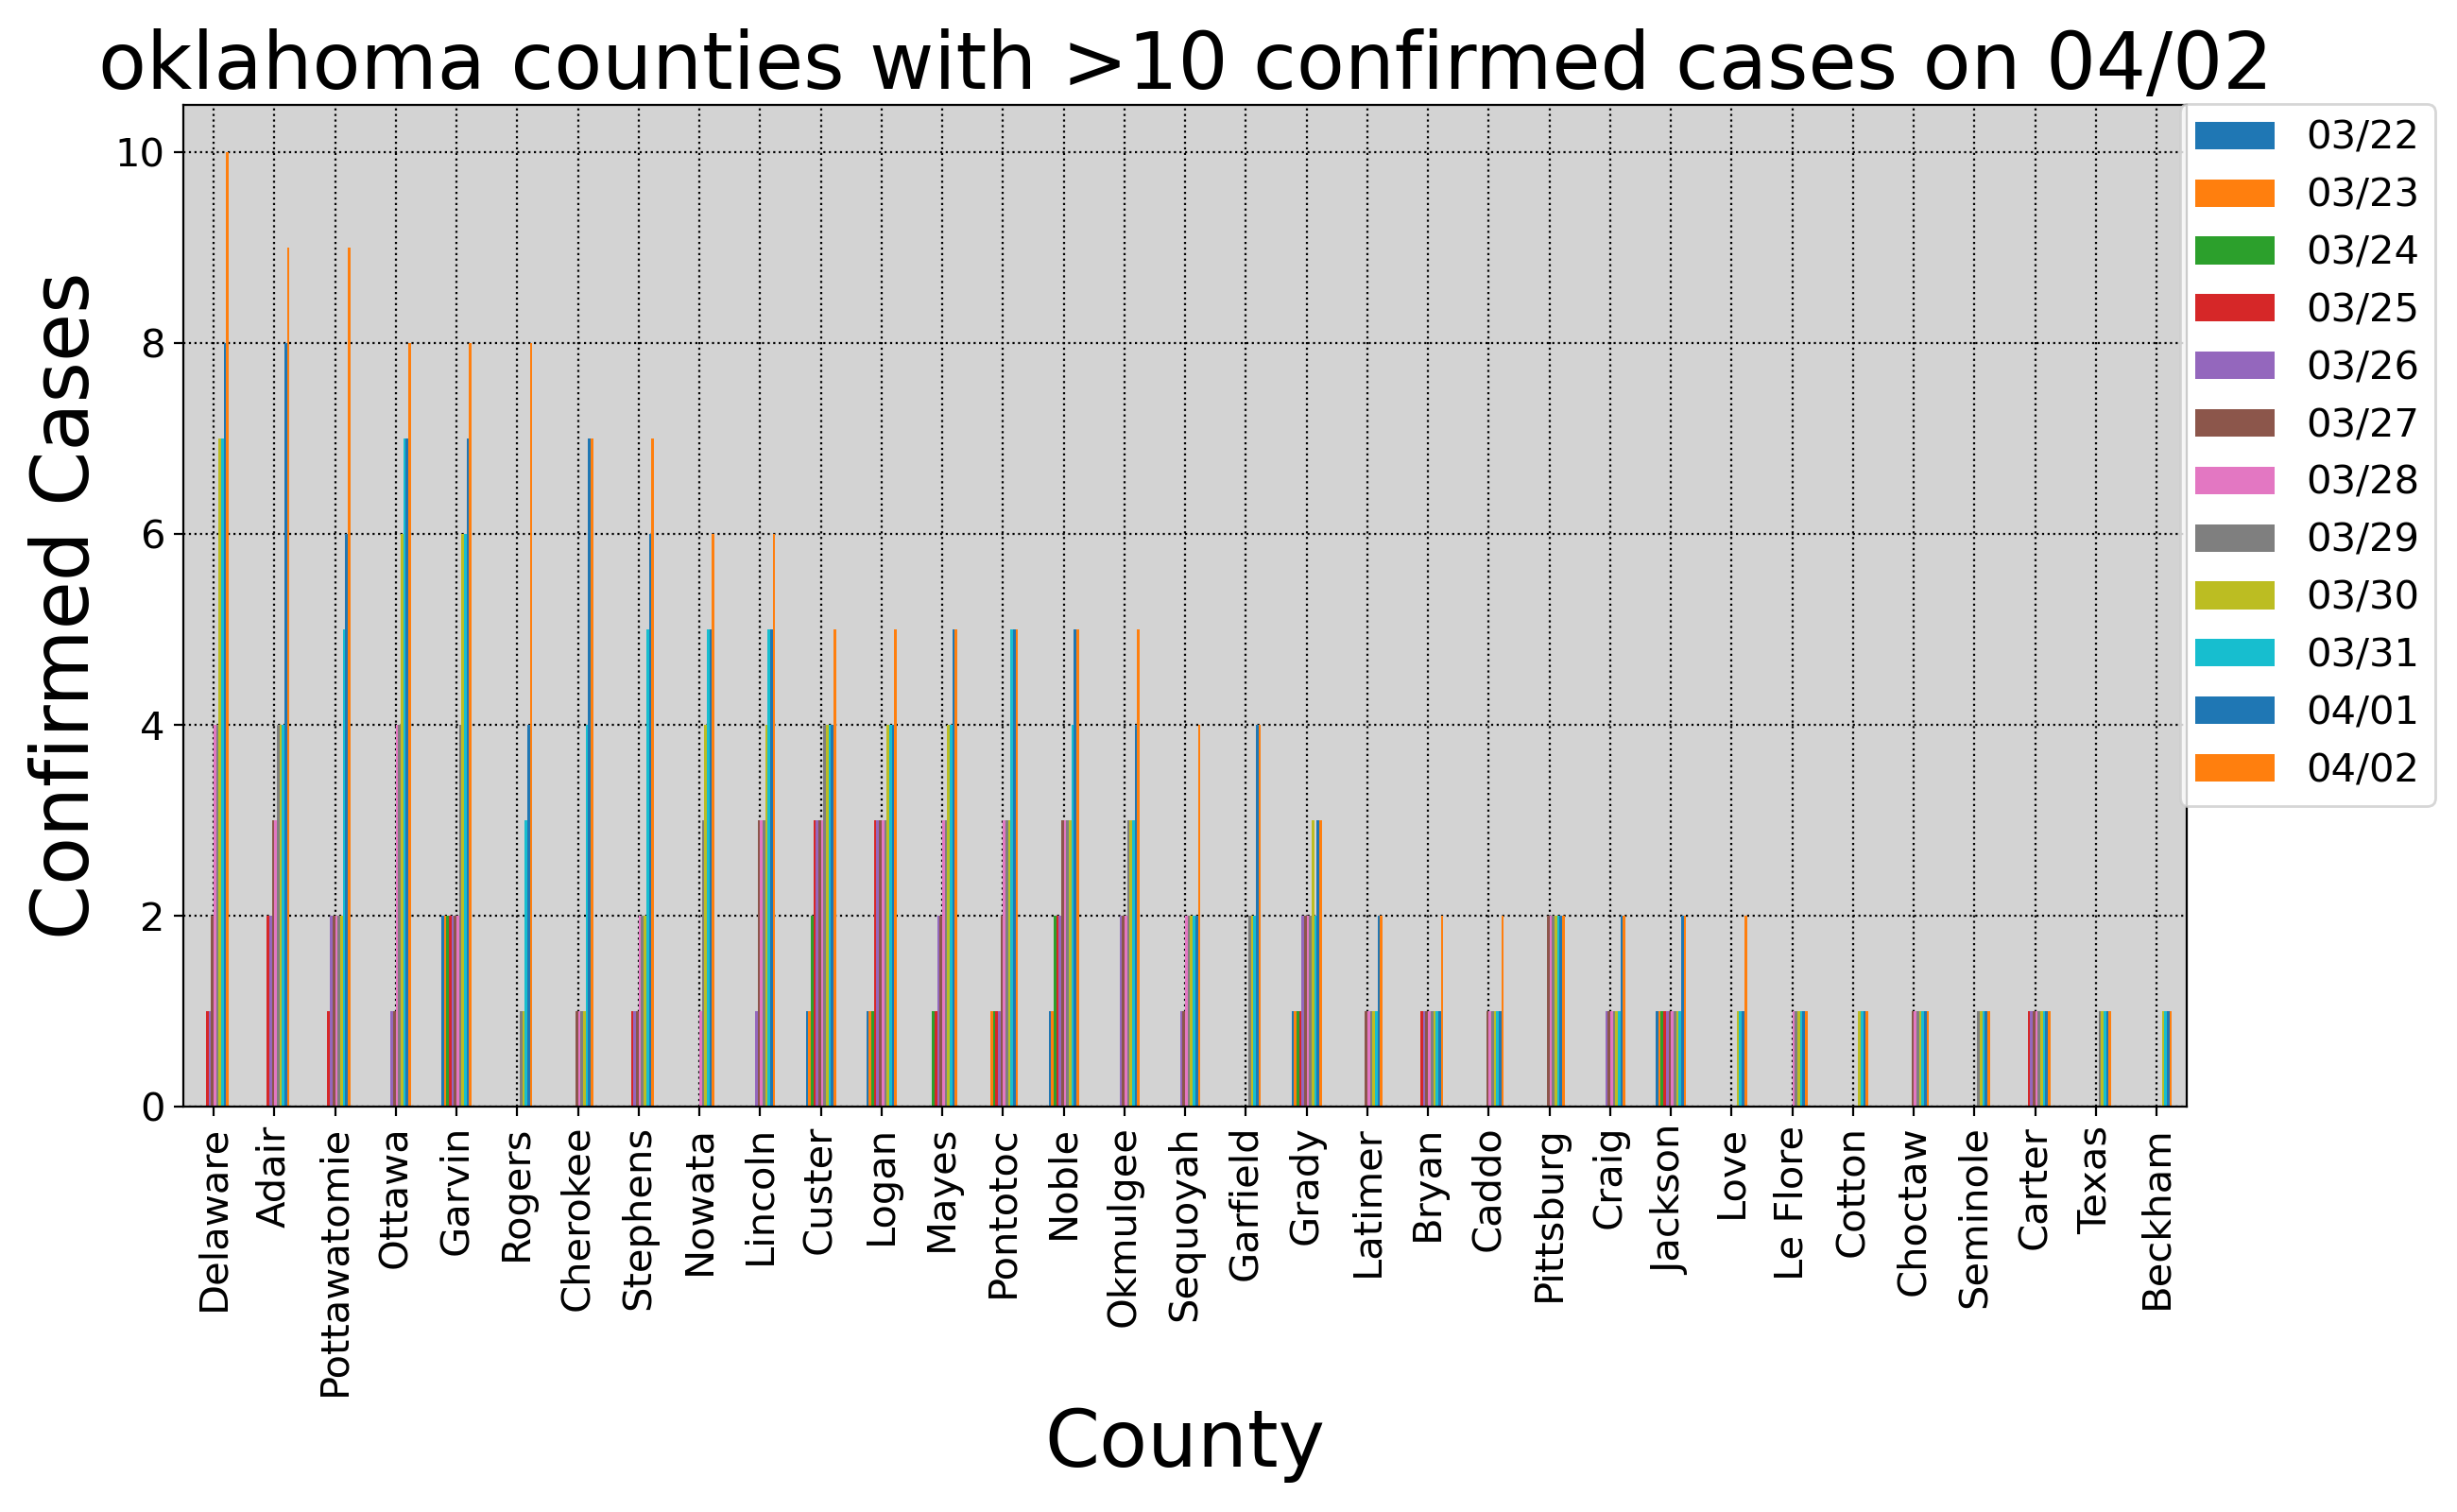 oklahoma counties with >10 confirmed cases on 04/02
Confirmed Cases
10
8
6
4
2
0
03/22
03/23
03/24
03/25
03/26
03/27
03/28
03/29
03/30
03/31
04/01
04/02
Delaware
Adair
Pottawatomie
Ottawa
Garvin
Rogers
Cherokee
Stephens
Nowata
Lincoln
Custer
Logan
Mayes
Pontotoc
Noble
Okmulgee
Sequoyah
Garfield
Grady
Latimer
Bryan
Caddo
Pittsburg
Craig
Jackson
Love
Le Flore
Cotton
Choctaw
Seminole
Carter
Texas
Beckham
County